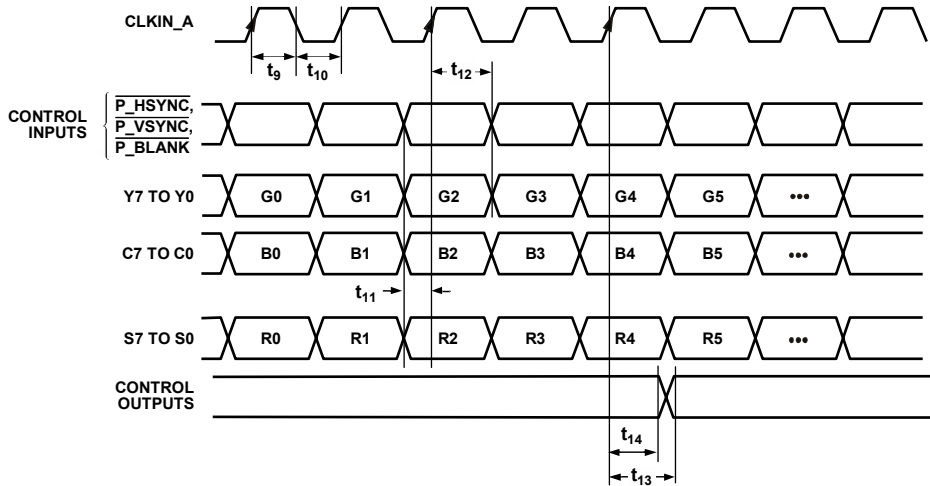 CLKIN_A
t9 t10 t12
CONTROL INPUTS
P_HSYNC,
P_VSYNC,
P_BLANK
Y7 TO Y0 G0 G1 G2 G3 G4 G5 •••
C7 TO C0 B0 B1 B2 B3 B4 B5 •••
t11
S7 TO S0 R0 R1 R2 R3 R4 R5 •••
CONTROL OUTPUTS
t14
t13